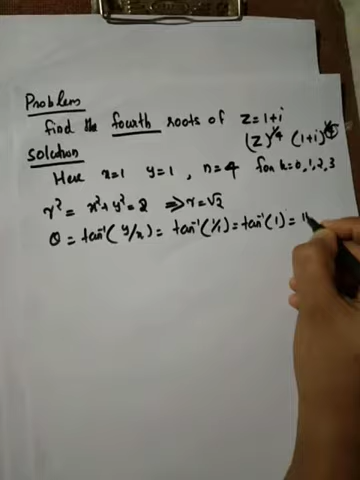 Problem
find the fourth roots of z=1+i
(z)^1/4 (1+i)^1/4
Solution
Here x=1 y=1 , n=4 for k=0,1,2,3
r² = x²+y² = 2 ⇒ r=√2
θ = tan⁻¹(y/x) = tan⁻¹(1/1) = tan⁻¹(1) =